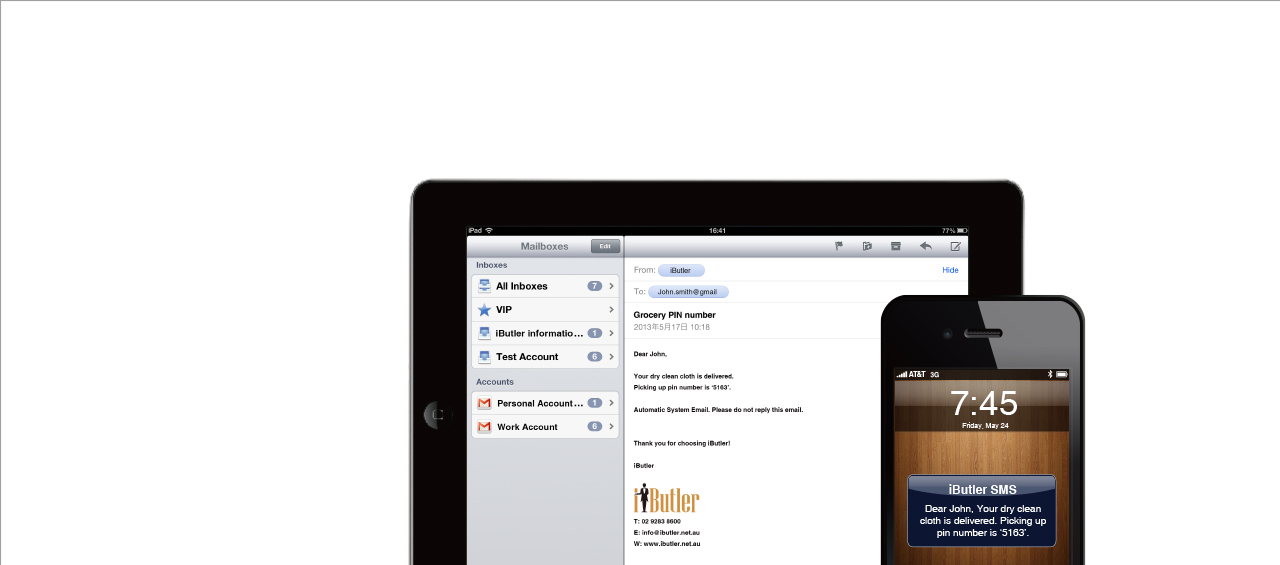 iPad
16:41
77%
Mailboxes
Edit
Inboxes
All Inboxes
7
VIP
iButler informatio...
1
Test Account
6
Accounts
Personal Account...
1
Work Account
6
From: iButler
Hide
To: John.smith@gmail
Grocery PIN number
2013年5月17日 10:18
Dear John,
Your dry clean cloth is delivered.
Picking up pin number is ‘5163’.
Automatic System Email. Please do not reply this email.
Thank you for choosing iButler!
iButler
iButler
T: 02 9283 8600
E: info@ibutler.net.au
W: www.ibutler.net.au
AT&T 3G
7:45
Friday, May 24
iButler SMS
Dear John, Your dry clean
cloth is delivered. Picking up
pin number is ‘5163’.